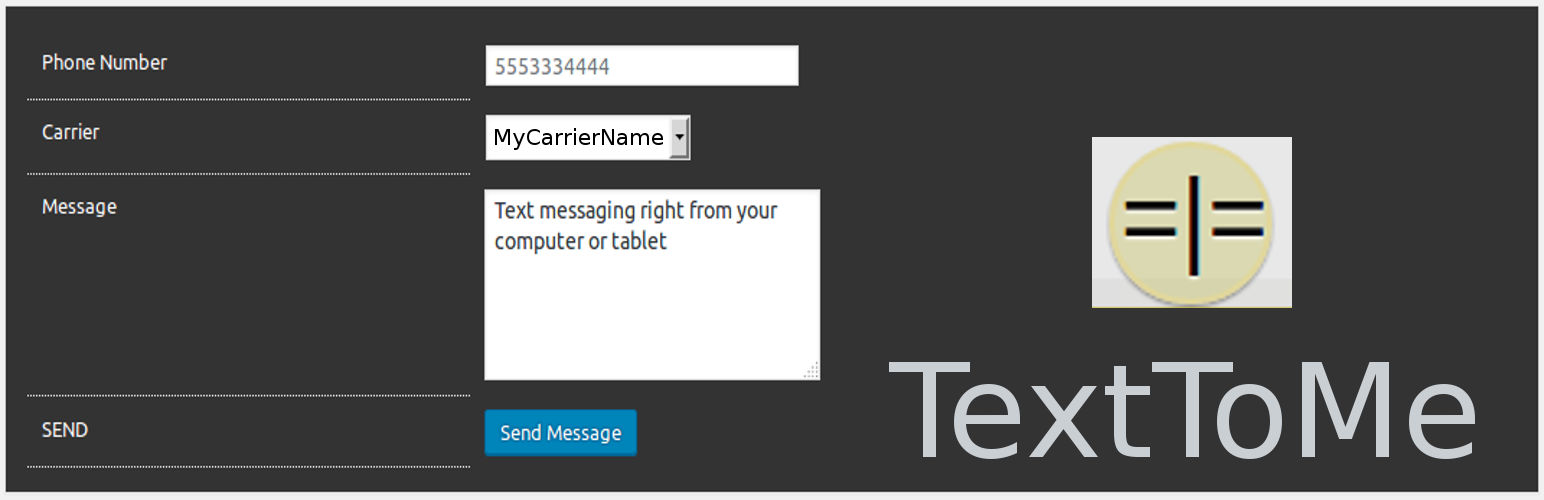 Phone Number
5553334444
Carrier
MyCarrierName
Message
Text messaging right from your
computer or tablet
SEND
Send Message
TextToMe